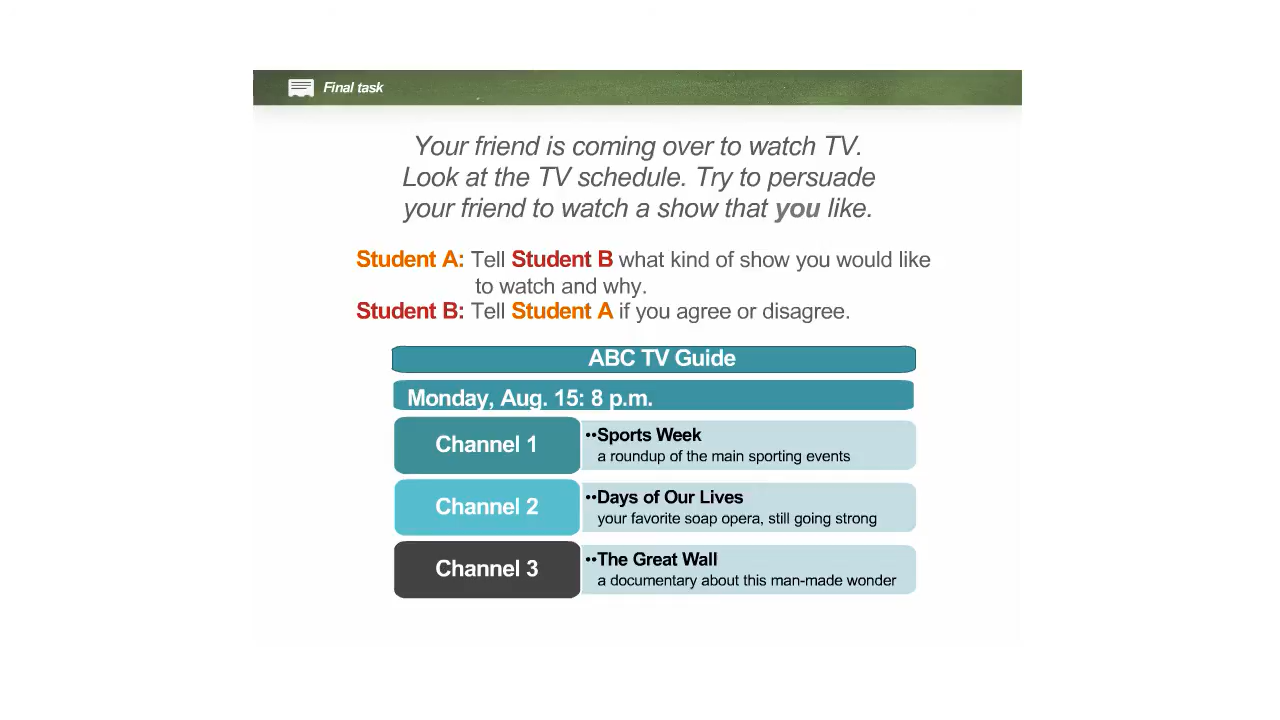 Final task
Your friend is coming over to watch TV.
Look at the TV schedule. Try to persuade
your friend to watch a show that you like.
Student A: Tell Student B what kind of show you would like
to watch and why.
Student B: Tell Student A if you agree or disagree.
ABC TV Guide
Monday, Aug. 15: 8 p.m.
Channel 1
••Sports Week
a roundup of the main sporting events
Channel 2
••Days of Our Lives
your favorite soap opera, still going strong
Channel 3
••The Great Wall
a documentary about this man-made wonder